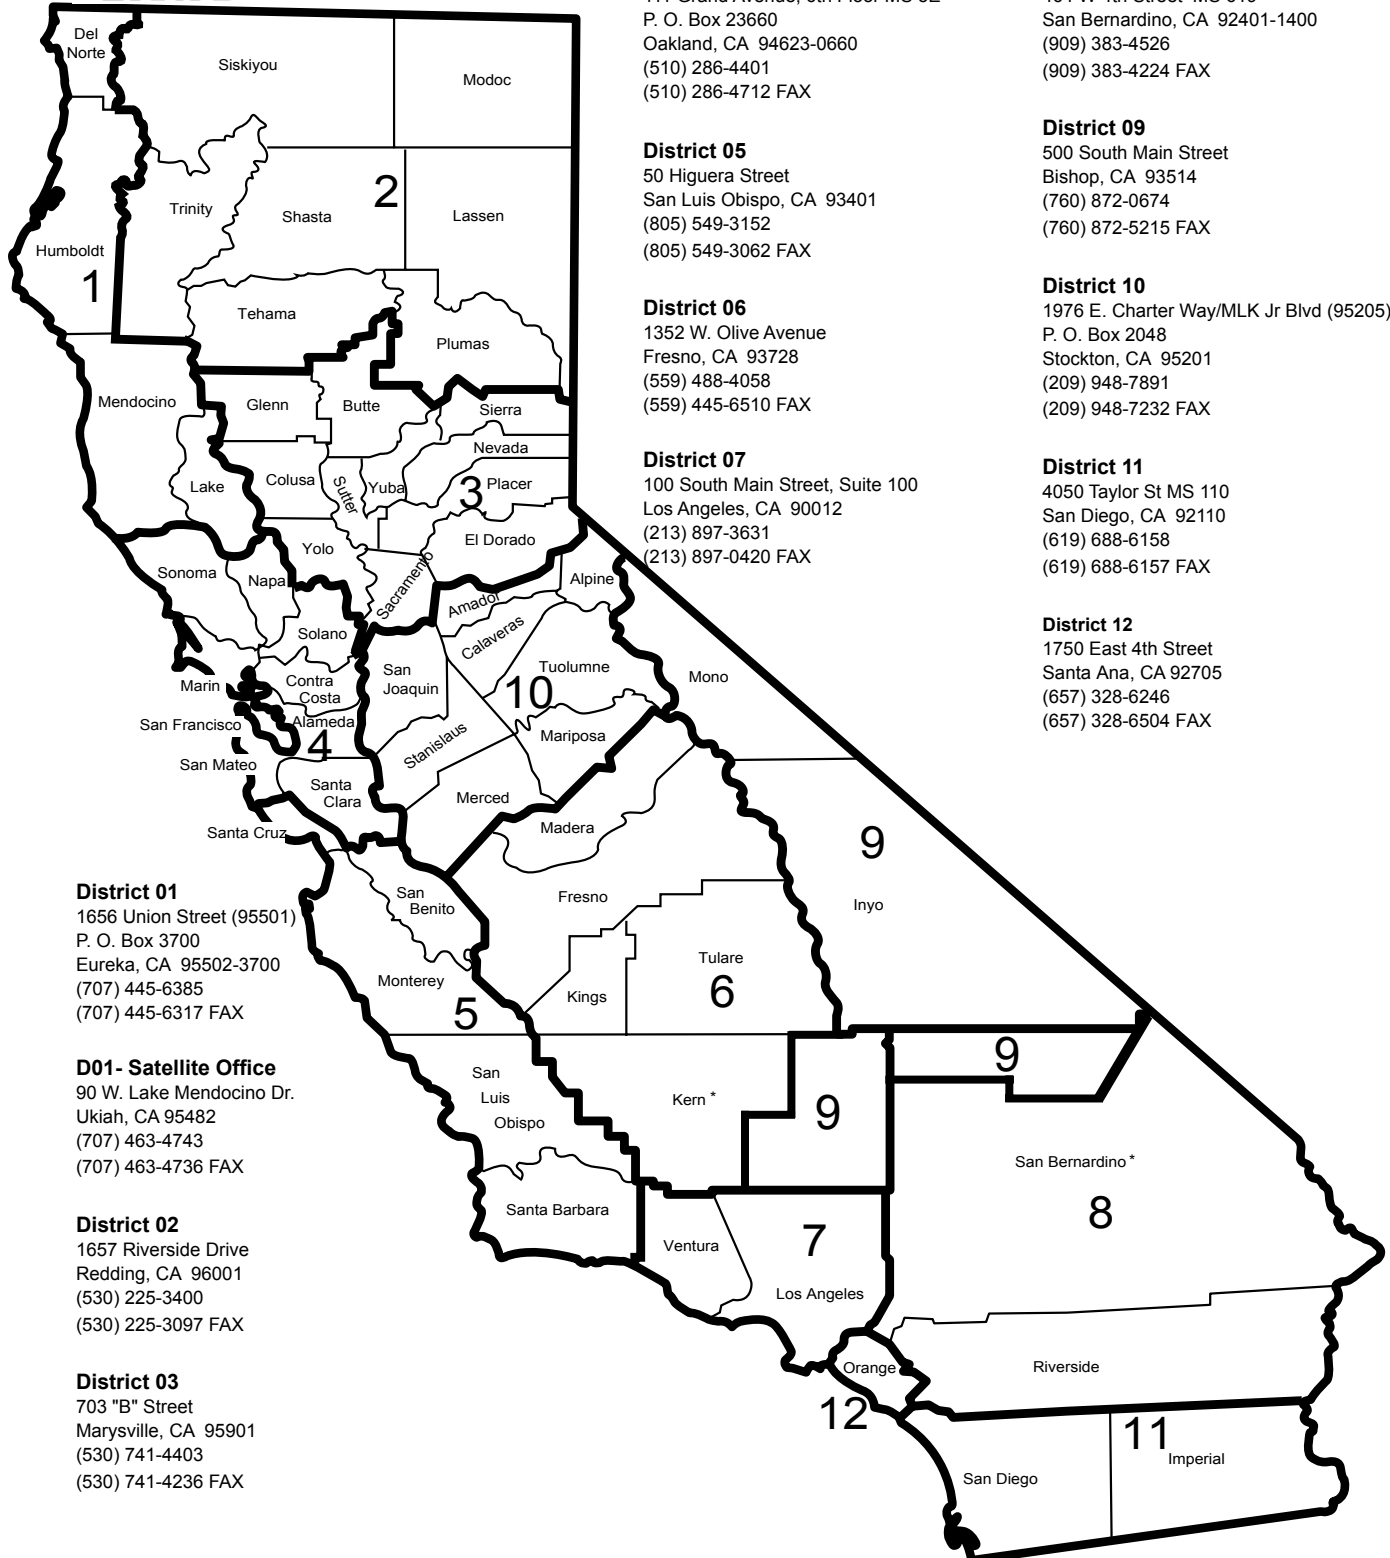 Del
Norte
Siskiyou
Modoc
Trinity
Shasta
2
Lassen
Humboldt
1
Tehama
Plumas
Mendocino
Glenn
Butte
Sierra
Nevada
Lake
Colusa
Sutter
Yuba
3
Placer
Yolo
El Dorado
Sonoma
Napa
Sacramento
Amador
Alpine
Solano
Calaveras
Marin
Contra
Costa
San
Joaquin
Tuolumne
Mono
10
San Francisco
Alameda
4
Stanislaus
Mariposa
San Mateo
Santa
Clara
Merced
Santa Cruz
Madera
9
San
Benito
Fresno
Inyo
Monterey
5
Kings
Tulare
6
9
San
Luis
Obispo
Kern *
9
San Bernardino *
8
Santa Barbara
Ventura
7
Los Angeles
Orange
12
Riverside
11
San Diego
Imperial
District 01
1656 Union Street (95501)
P. O. Box 3700
Eureka, CA 95502-3700
(707) 445-6385
(707) 445-6317 FAX
D01- Satellite Office
90 W. Lake Mendocino Dr.
Ukiah, CA 95482
(707) 463-4743
(707) 463-4736 FAX
District 02
1657 Riverside Drive
Redding, CA 96001
(530) 225-3400
(530) 225-3097 FAX
District 03
703 "B" Street
Marysville, CA 95901
(530) 741-4403
(530) 741-4236 FAX
P. O. Box 23660
Oakland, CA 94623-0660
(510) 286-4401
(510) 286-4712 FAX
District 05
50 Higuera Street
San Luis Obispo, CA 93401
(805) 549-3152
(805) 549-3062 FAX
District 06
1352 W. Olive Avenue
Fresno, CA 93728
(559) 488-4058
(559) 445-6510 FAX
District 07
100 South Main Street, Suite 100
Los Angeles, CA 90012
(213) 897-3631
(213) 897-0420 FAX
San Bernardino, CA 92401-1400
(909) 383-4526
(909) 383-4224 FAX
District 09
500 South Main Street
Bishop, CA 93514
(760) 872-0674
(760) 872-5215 FAX
District 10
1976 E. Charter Way/MLK Jr Blvd (95205)
P. O. Box 2048
Stockton, CA 95201
(209) 948-7891
(209) 948-7232 FAX
District 11
4050 Taylor St MS 110
San Diego, CA 92110
(619) 688-6158
(619) 688-6157 FAX
District 12
1750 East 4th Street
Santa Ana, CA 92705
(657) 328-6246
(657) 328-6504 FAX